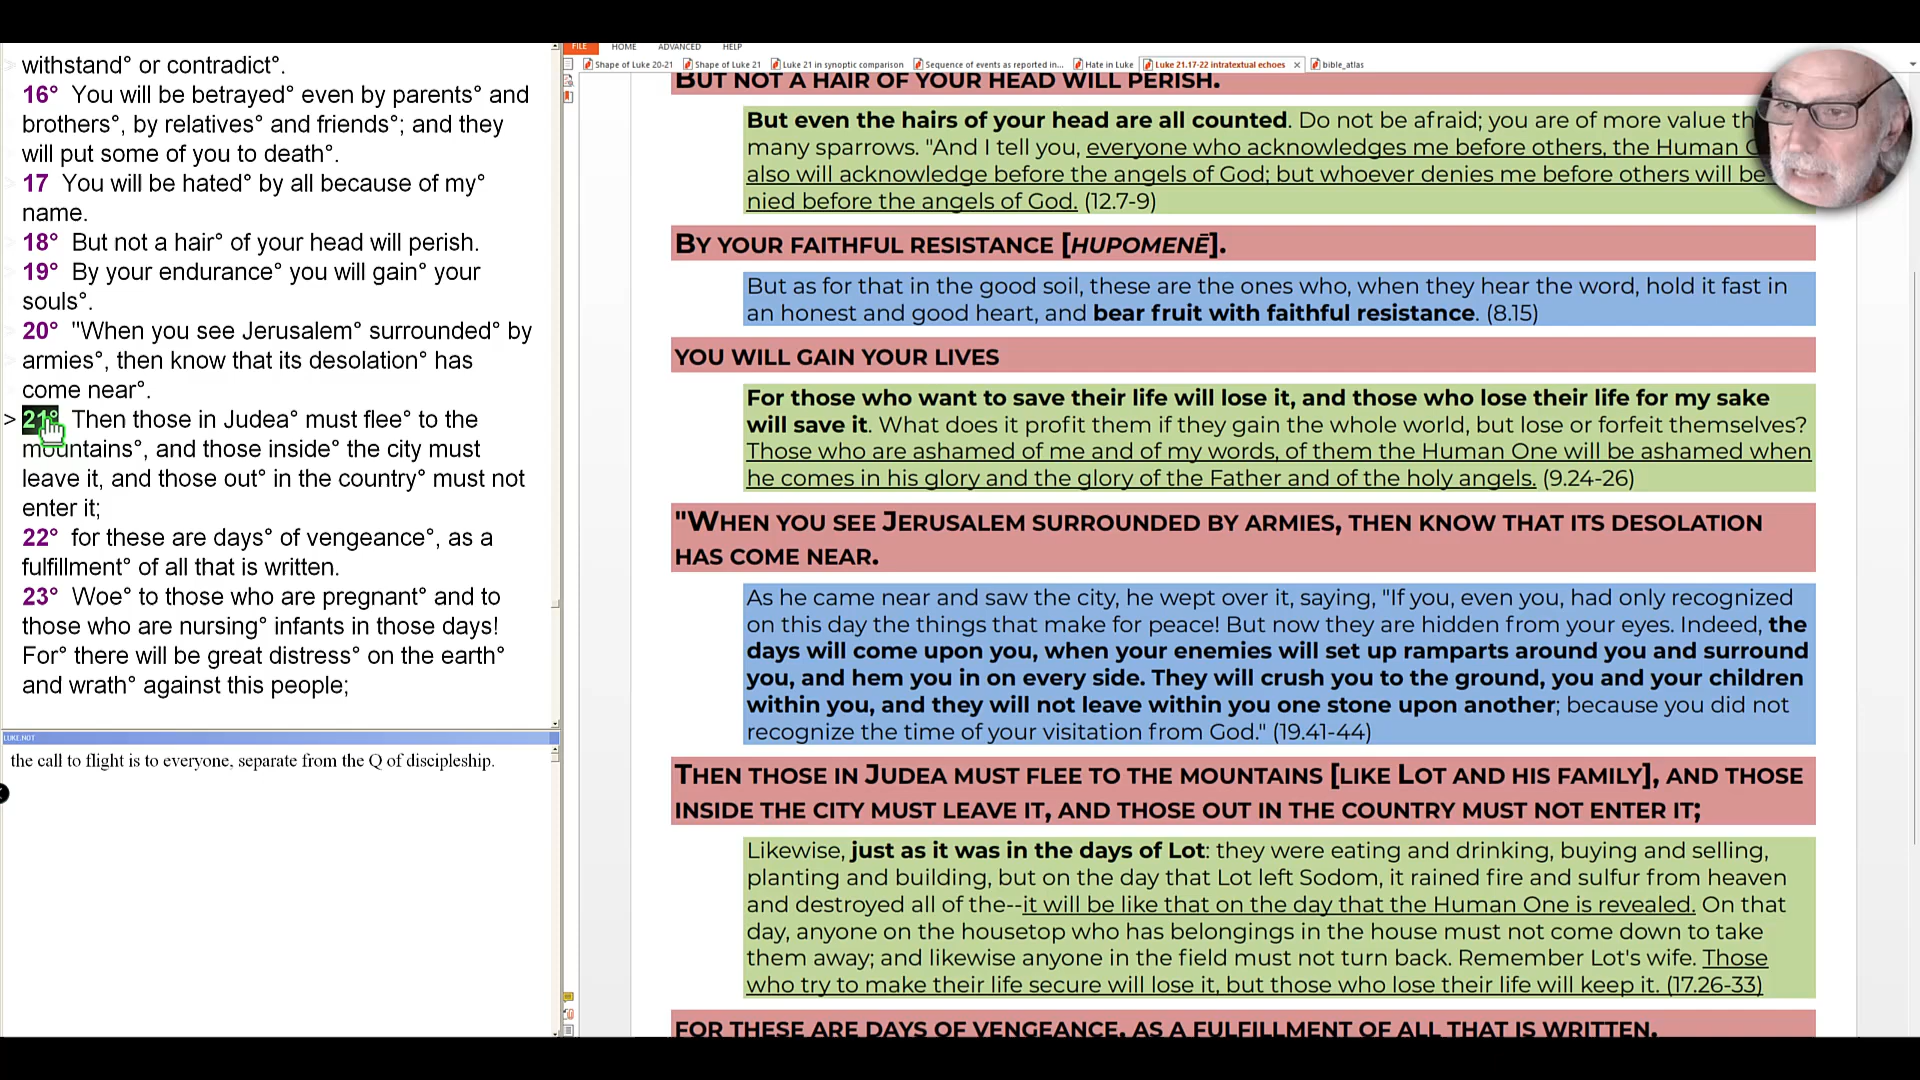 withstand° or contradict°.
16° You will be betrayed° even by parents° and
brothers°, by relatives° and friends°; and they
will put some of you to death°.
17 You will be hated° by all because of my°
name.
18° But not a hair° of your head will perish.
19° By your endurance° you will gain° your
souls°.
20° "When you see Jerusalem° surrounded° by
armies°, then know that its desolation° has
come near°.
> 21° Then those in Judea° must flee° to the
mountains°, and those inside° the city must
leave it, and those out° in the country° must not
enter it;
22° for these are days° of vengeance°, as a
fulfillment° of all that is written.
23° Woe° to those who are pregnant° and to
those who are nursing° infants in those days!
For° there will be great distress° on the earth°
and wrath° against this people;
LUKE.NOT
the call to flight is to everyone, separate from the Q of discipleship.
FILE HOME ADVANCED HELP
Shape of Luke 20-21 Shape of Luke 21 Luke 21 in synoptic comparison Sequence of events as reported in... Hate in Luke Luke 21.17-22 intratextual echoes × bible_atlas
BUT NOT A HAIR OF YOUR HEAD WILL PERISH.
But even the hairs of your head are all counted. Do not be afraid; you are of more value th
many sparrows. "And I tell you, everyone who acknowledges me before others, the Human
also will acknowledge before the angels of God; but whoever denies me before others will be
nied before the angels of God. (12.7-9)
BY YOUR FAITHFUL RESISTANCE [HUPOMENĒ].
But as for that in the good soil, these are the ones who, when they hear the word, hold it fast in
an honest and good heart, and bear fruit with faithful resistance. (8.15)
YOU WILL GAIN YOUR LIVES
For those who want to save their life will lose it, and those who lose their life for my sake
will save it. What does it profit them if they gain the whole world, but lose or forfeit themselves?
Those who are ashamed of me and of my words, of them the Human One will be ashamed when
he comes in his glory and the glory of the Father and of the holy angels. (9.24-26)
"WHEN YOU SEE JERUSALEM SURROUNDED BY ARMIES, THEN KNOW THAT ITS DESOLATION
HAS COME NEAR.
As he came near and saw the city, he wept over it, saying, "If you, even you, had only recognized
on this day the things that make for peace! But now they are hidden from your eyes. Indeed, the
days will come upon you, when your enemies will set up ramparts around you and surround
you, and hem you in on every side. They will crush you to the ground, you and your children
within you, and they will not leave within you one stone upon another; because you did not
recognize the time of your visitation from God." (19.41-44)
THEN THOSE IN JUDEA MUST FLEE TO THE MOUNTAINS [LIKE LOT AND HIS FAMILY], AND THOSE
INSIDE THE CITY MUST LEAVE IT, AND THOSE OUT IN THE COUNTRY MUST NOT ENTER IT;
Likewise, just as it was in the days of Lot: they were eating and drinking, buying and selling,
planting and building, but on the day that Lot left Sodom, it rained fire and sulfur from heaven
and destroyed all of the--it will be like that on the day that the Human One is revealed. On that
day, anyone on the housetop who has belongings in the house must not come down to take
them away; and likewise anyone in the field must not turn back. Remember Lot's wife. Those
who try to make their life secure will lose it, but those who lose their life will keep it. (17.26-33)
FOR THESE ARE DAYS OF VENGEANCE, AS A FULFILLMENT OF ALL THAT IS WRITTEN.